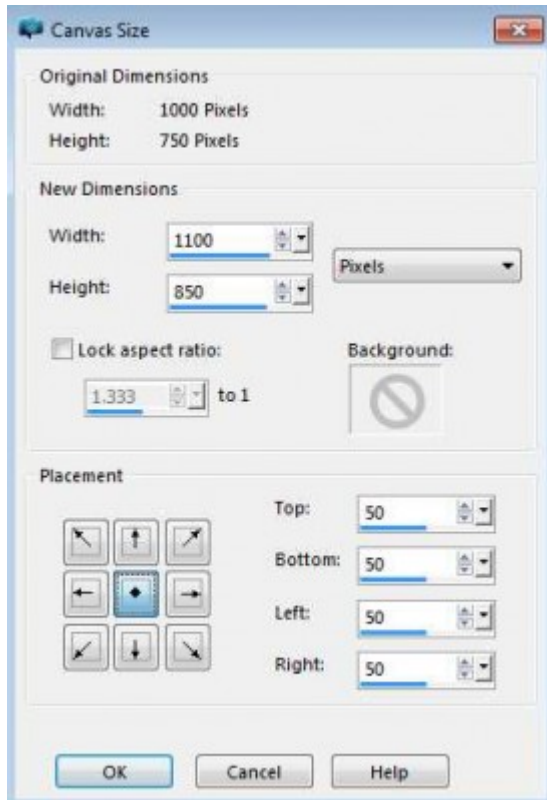 Canvas Size
Original Dimensions
Width: 1000 Pixels
Height: 750 Pixels
New Dimensions
Width: 1100
Pixels
Height: 850
Lock aspect ratio:
Background:
1.333 to 1
Placement
Top: 50
Bottom: 50
Left: 50
Right: 50
OK Cancel Help